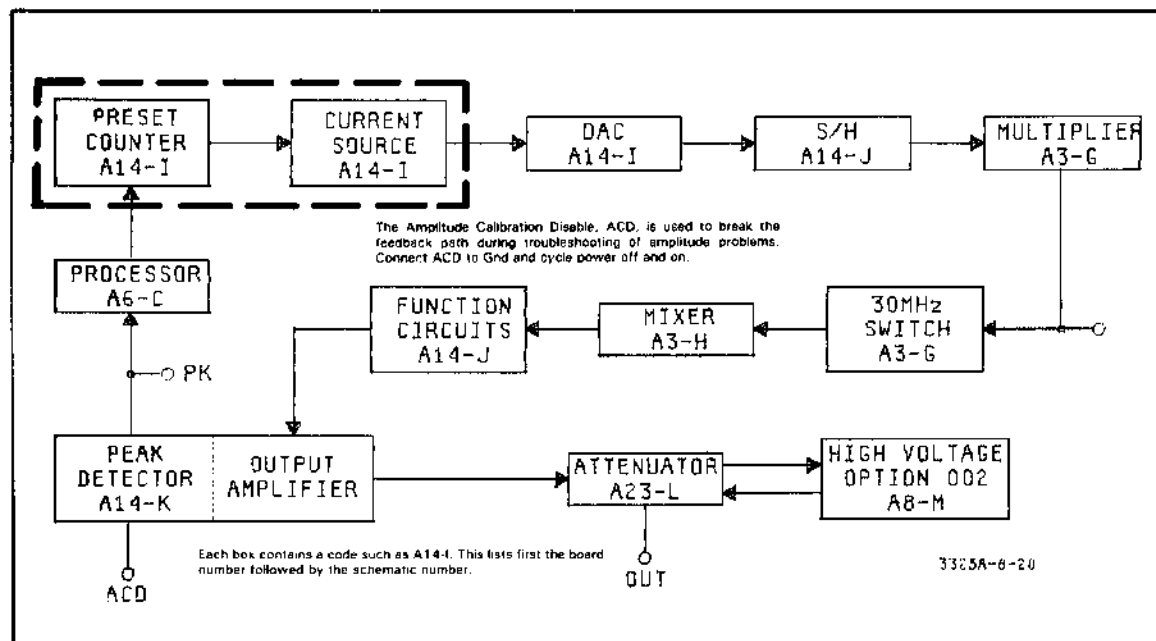 PRESET
COUNTER
A14-I
CURRENT
SOURCE
A14-I
DAC
A14-I
S/H
A14-J
MULTIPLIER
A3-G
The Amplitude Calibration Disable, ACD, is used to break the
feedback path during troubleshooting of amplitude problems.
Connect ACD to Gnd and cycle power off and on.
PROCESSOR
A6-C
FUNCTION
CIRCUITS
A14-J
MIXER
A3-H
30MHz
SWITCH
A3-G
PK
PEAK
DETECTOR
A14-K
OUTPUT
AMPLIFIER
ATTENUATOR
A23-L
HIGH VOLTAGE
OPTION 002
A8-M
Each box contains a code such as A14-I. This lists first the board
number followed by the schematic number.
ACD
OUT
3325A-8-20